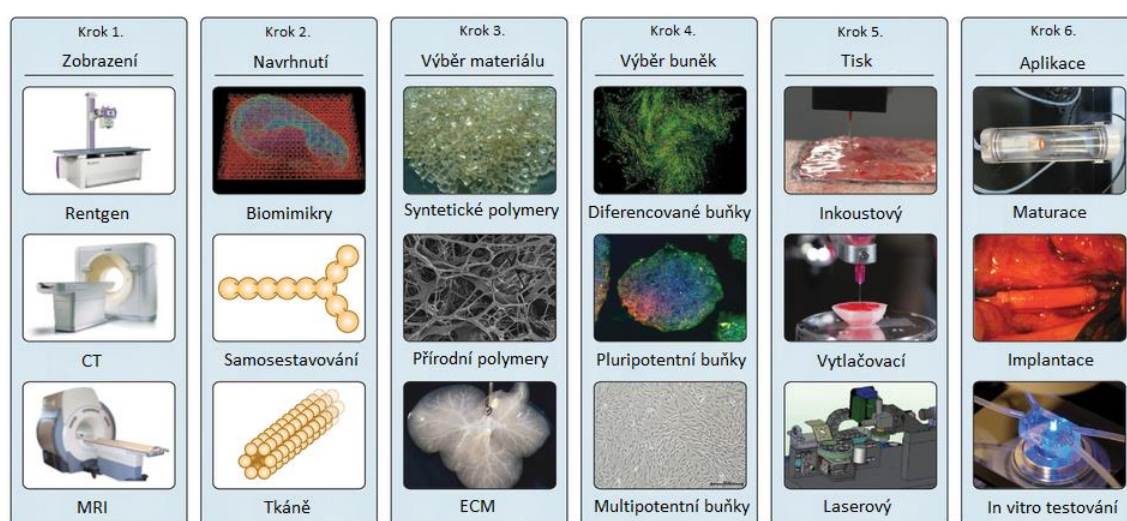 Krok 1.
Zobrazení
Rentgen
CT
MRI
Krok 2.
Navrhnutí
Biomimikry
Samosestavování
Tkáně
Krok 3.
Výběr materiálu
Syntetické polymery
Přírodní polymery
ECM
Krok 4.
Výběr buněk
Diferencované buňky
Pluripotentní buňky
Multipotentní buňky
Krok 5.
Tisk
Inkoustový
Vytlačovací
Laserový
Krok 6.
Aplikace
Maturace
Implantace
In vitro testování